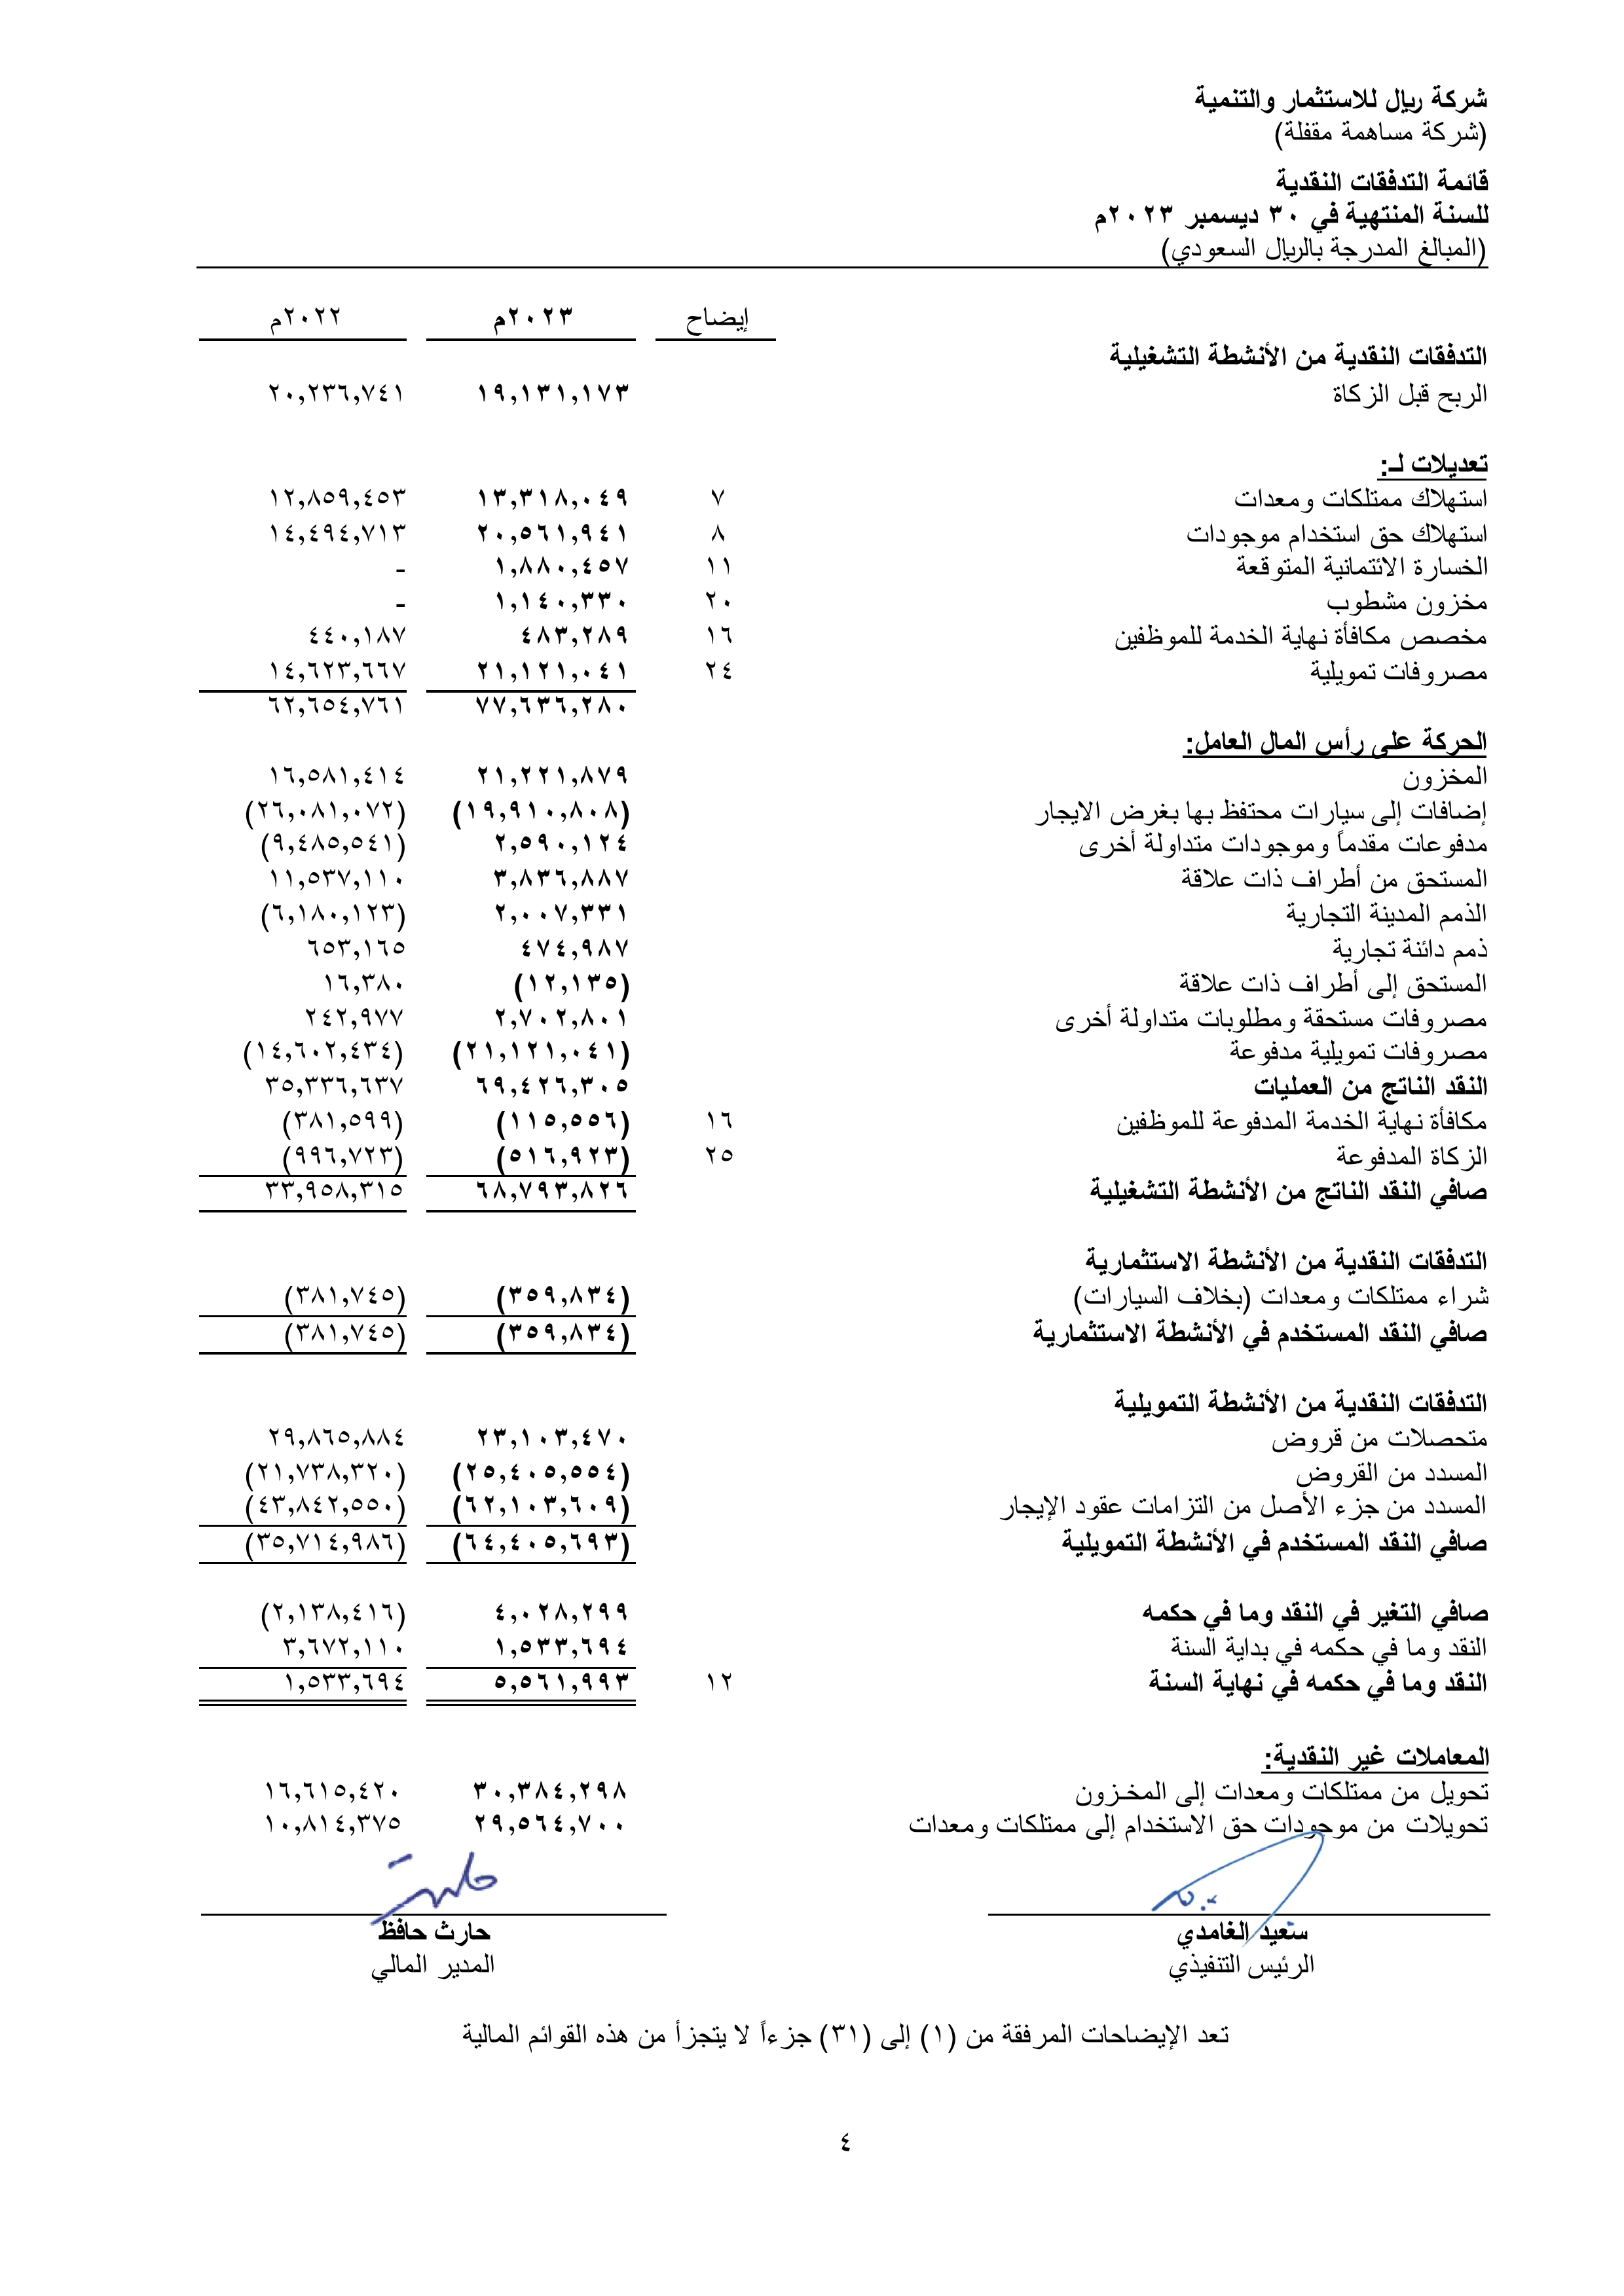 شركة ريال للاستثمار والتنمية
(شركة مساهمة مقفلة)
قائمة التدفقات النقدية
للسنة المنتهية في ٣٠ ديسمبر ٢٠٢٣م
(المبالغ المدرجة بالريال السعودي)
إيضاح ٢٠٢٣م ٢٠٢٢م
التدفقات النقدية من الأنشطة التشغيلية
الربح قبل الزكاة ١٩,١٣١,١٧٣ ٢٠,٢٣٦,٧٤١
تعديلات لـ:
استهلاك ممتلكات ومعدات ٧ ١٣,٣١٨,٠٤٩ ١٢,٨٥٩,٤٥٣
استهلاك حق استخدام موجودات ٨ ٢٠,٥٦١,٩٤١ ١٤,٤٩٤,٧١٣
الخسارة الائتمانية المتوقعة ١١ ١,٨٨٠,٤٥٧ -
مخزون مشطوب ٢٠ ١,١٤٠,٣٣٠ -
مخصص مكافأة نهاية الخدمة للموظفين ١٦ ٤٨٣,٢٨٩ ٤٤٠,١٨٧
مصروفات تمويلية ٢٤ ٢١,١٢١,٠٤١ ١٤,٦٢٣,٦٦٧
٧٧,٦٣٦,٢٨٠ ٦٢,٦٥٤,٧٦١
الحركة على رأس المال العامل:
المخزون ٢١,٢٢١,٨٧٩ ١٦,٥٨١,٤١٤
إضافات إلى سيارات محتفظ بها بغرض الايجار (١٩,٩١٠,٨٠٨) (٢٦,٠٨١,٠٧٢)
مدفوعات مقدماً وموجودات متداولة أخرى ٢,٥٩٠,١٢٤ (٩,٤٨٥,٥٤١)
المستحق من أطراف ذات علاقة ٣,٨٣٦,٨٨٧ ١١,٥٣٧,١١٠
الذمم المدينة التجارية ٢,٠٠٧,٣٣١ (٦,١٨٠,١٢٣)
ذمم دائنة تجارية ٤٧٤,٩٨٧ ٦٥٣,١٦٥
المستحق إلى أطراف ذات علاقة (١٢,١٣٥) ١٦,٣٨٠
مصروفات مستحقة ومطلوبات متداولة أخرى ٢,٧٠٢,٨٠١ ٢٤٢,٩٧٧
مصروفات تمويلية مدفوعة (٢١,١٢١,٠٤١) (١٤,٦٠٢,٤٣٤)
النقد الناتج من العمليات ٦٩,٤٢٦,٣٠٥ ٣٥,٣٣٦,٦٣٧
مكافأة نهاية الخدمة المدفوعة للموظفين ١٦ (١١٥,٥٥٦) (٣٨١,٥٩٩)
الزكاة المدفوعة ٢٥ (٥١٦,٩٢٣) (٩٩٦,٧٢٣)
صافي النقد الناتج من الأنشطة التشغيلية ٦٨,٧٩٣,٨٢٦ ٣٣,٩٥٨,٣١٥
التدفقات النقدية من الأنشطة الاستثمارية
شراء ممتلكات ومعدات (بخلاف السيارات) (٣٥٩,٨٣٤) (٣٨١,٧٤٥)
صافي النقد المستخدم في الأنشطة الاستثمارية (٣٥٩,٨٣٤) (٣٨١,٧٤٥)
التدفقات النقدية من الأنشطة التمويلية
متحصلات من قروض ٢٣,١٠٣,٤٧٠ ٢٩,٨٦٥,٨٨٤
المسدد من القروض (٢٥,٤٠٥,٥٥٤) (٢١,٧٣٨,٣٢٠)
المسدد من جزء الأصل من التزامات عقود الإيجار (٦٢,١٠٣,٦٠٩) (٤٣,٨٤٢,٥٥٠)
صافي النقد المستخدم في الأنشطة التمويلية (٦٤,٤٠٥,٦٩٣) (٣٥,٧١٤,٩٨٦)
صافي التغير في النقد وما في حكمه ٤,٠٢٨,٢٩٩ (٢,١٣٨,٤١٦)
النقد وما في حكمه في بداية السنة ١,٥٣٣,٦٩٤ ٣,٦٧٢,١١٠
النقد وما في حكمه في نهاية السنة ١٢ ٥,٥٦١,٩٩٣ ١,٥٣٣,٦٩٤
المعاملات غير النقدية:
تحويل من ممتلكات ومعدات إلى المخـزون ٣٠,٣٨٤,٢٩٨ ١٦,٦١٥,٤٢٠
تحويلات من موجودات حق الاستخدام إلى ممتلكات ومعدات ٢٩,٥٦٤,٧٠٠ ١٠,٨١٤,٣٧٥
سعيد الغامدي حارث حافظ
الرئيس التنفيذي المدير المالي
تعد الإيضاحات المرفقة من (١) إلى (٣١) جزءاً لا يتجزأ من هذه القوائم المالية
٤